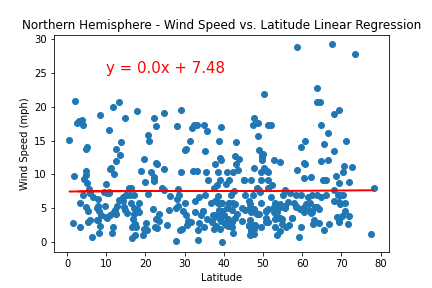 Northern Hemisphere - Wind Speed vs. Latitude Linear Regression
30
25
20
15
10
5
0
Wind Speed (mph)
y = 0.0x + 7.48
0 10 20 30 40 50 60 70 80
Latitude